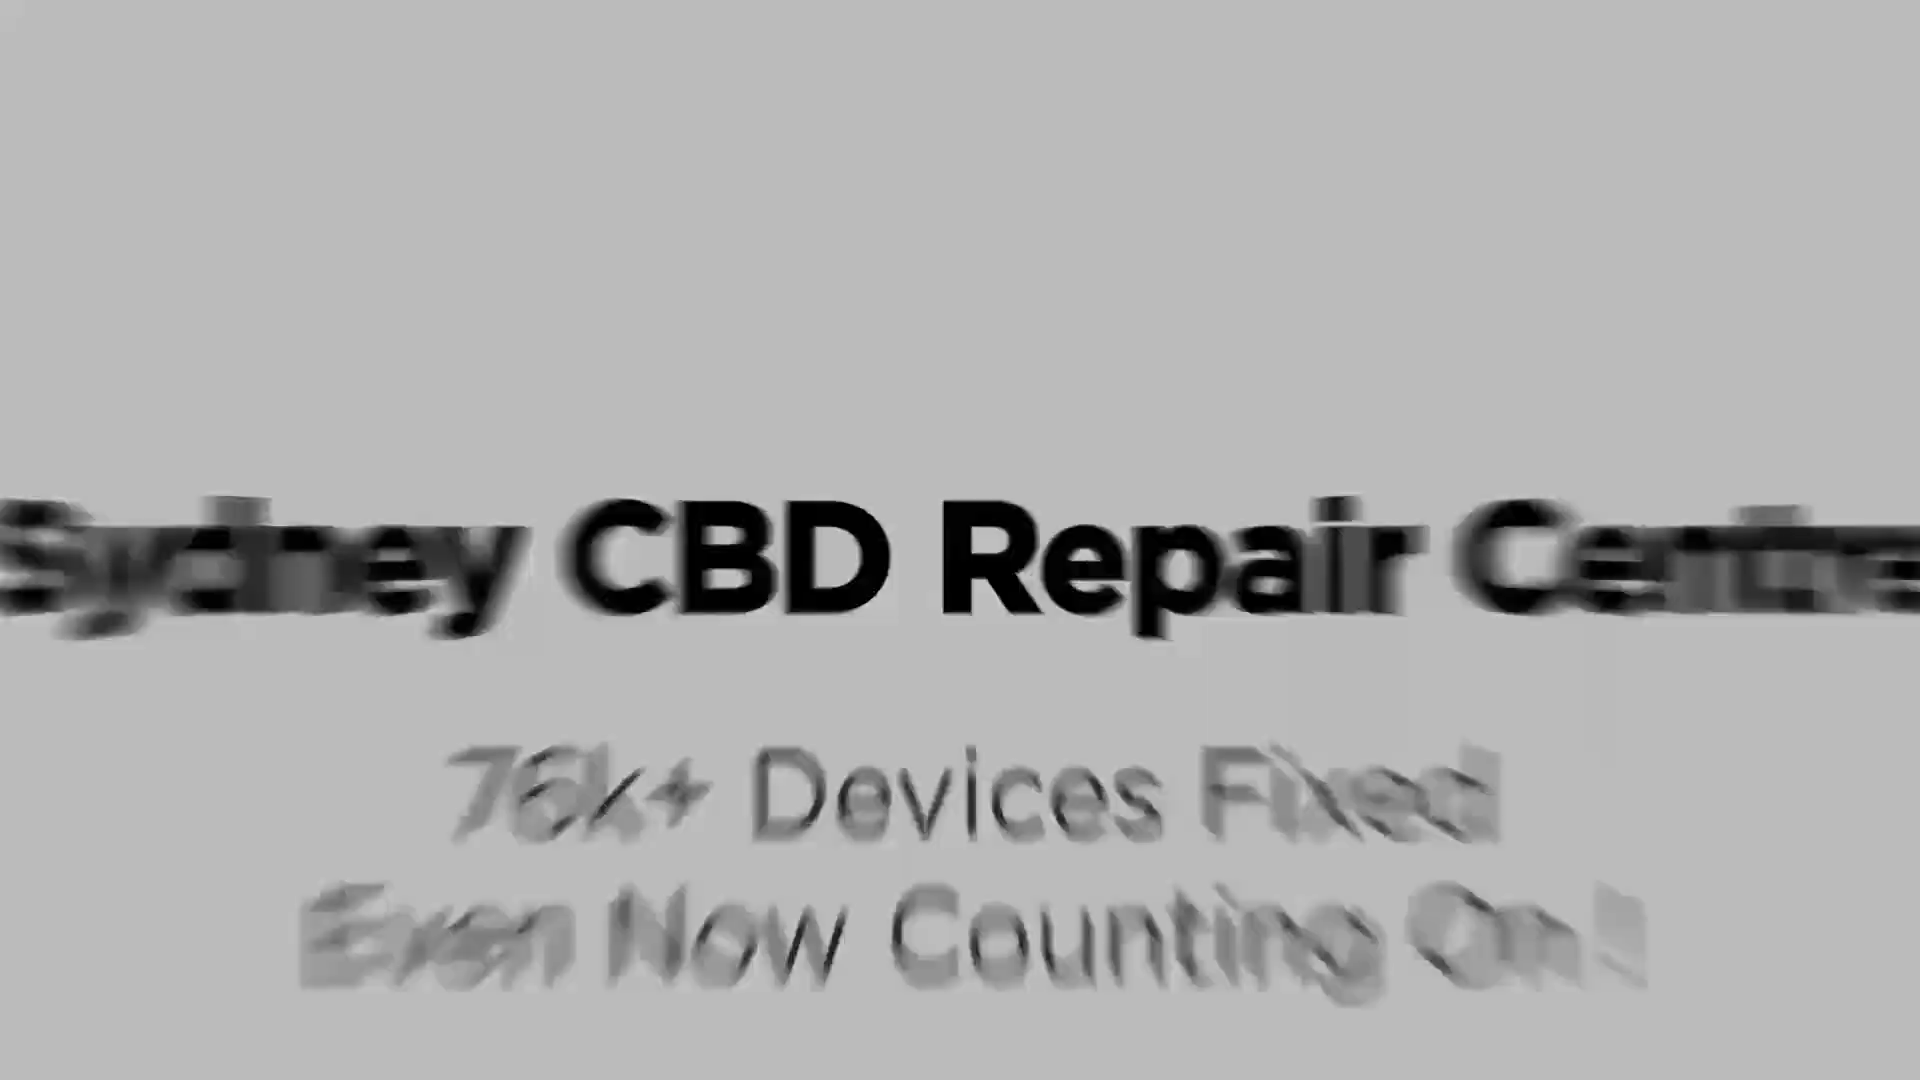 Sydney CBD Repair Centre
76k+ Devices Fixed
Even Now Counting On !